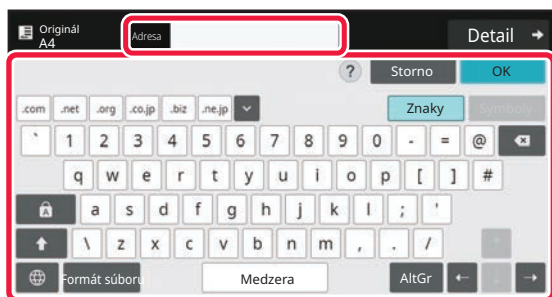 Originál
A4
Adresa
Detail →
? Storno OK
.com .net .org .co.jp .biz .ne.jp Znaky Symboly
` 1 2 3 4 5 6 7 8 9 0 - = @
q w e r t y u i o p [ ] #
A a s d f g h j k l ; '
\ z x c v b n m , . /
Formát súboru Medzera AltGr ← ↓ →